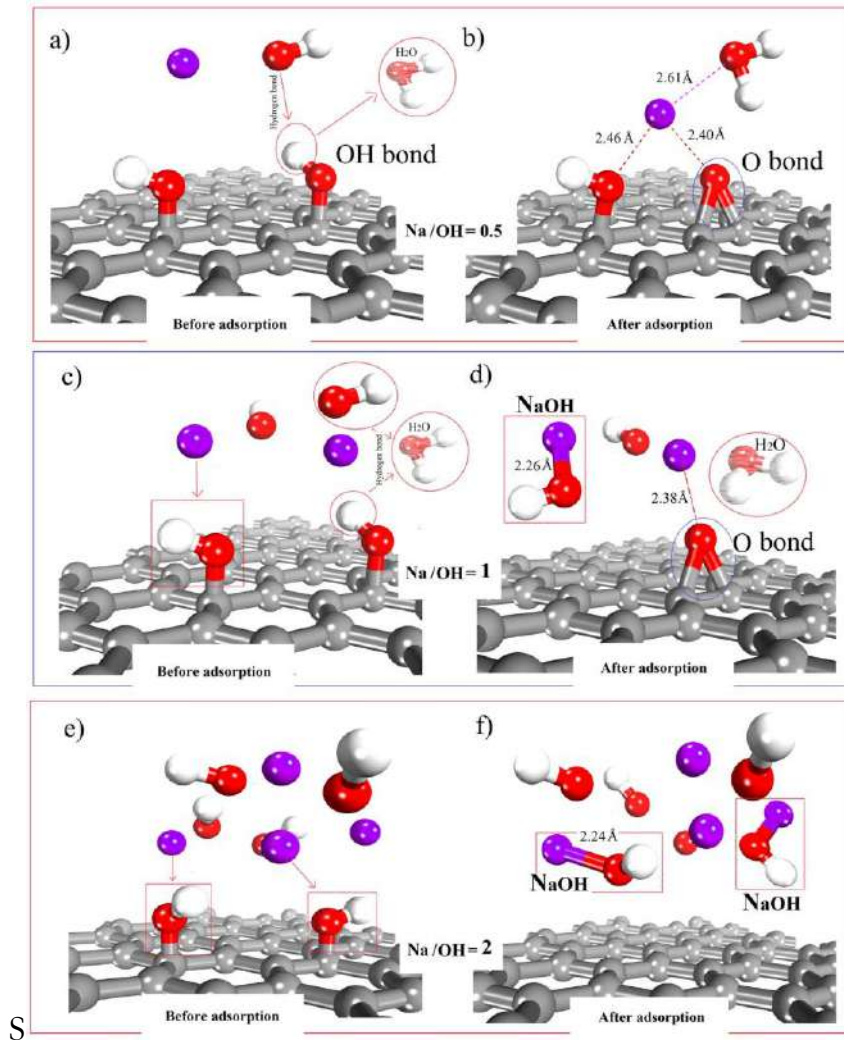 a)
Hydrogen bond
H₂O
OH bond
Before adsorption
Na/OH = 0.5
b)
2.61Å
2.46 Å
2.40Å
O bond
After adsorption
c)
Hydrogen bond
H₂O
Before adsorption
Na/OH = 1
d)
NaOH
2.26Å
H₂O
2.38Å
O bond
After adsorption
e)
Before adsorption
Na/OH = 2
f)
2.24Å
NaOH
NaOH
After adsorption
S